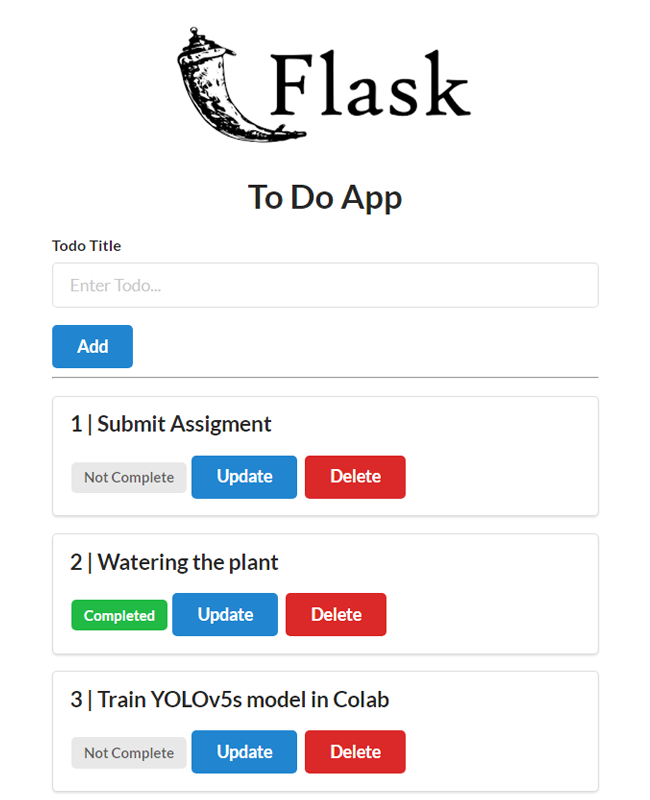 Flask
To Do App
Todo Title
Enter Todo...
Add
1 | Submit Assigment
Not Complete Update Delete
2 | Watering the plant
Completed Update Delete
3 | Train YOLOv5s model in Colab
Not Complete Update Delete